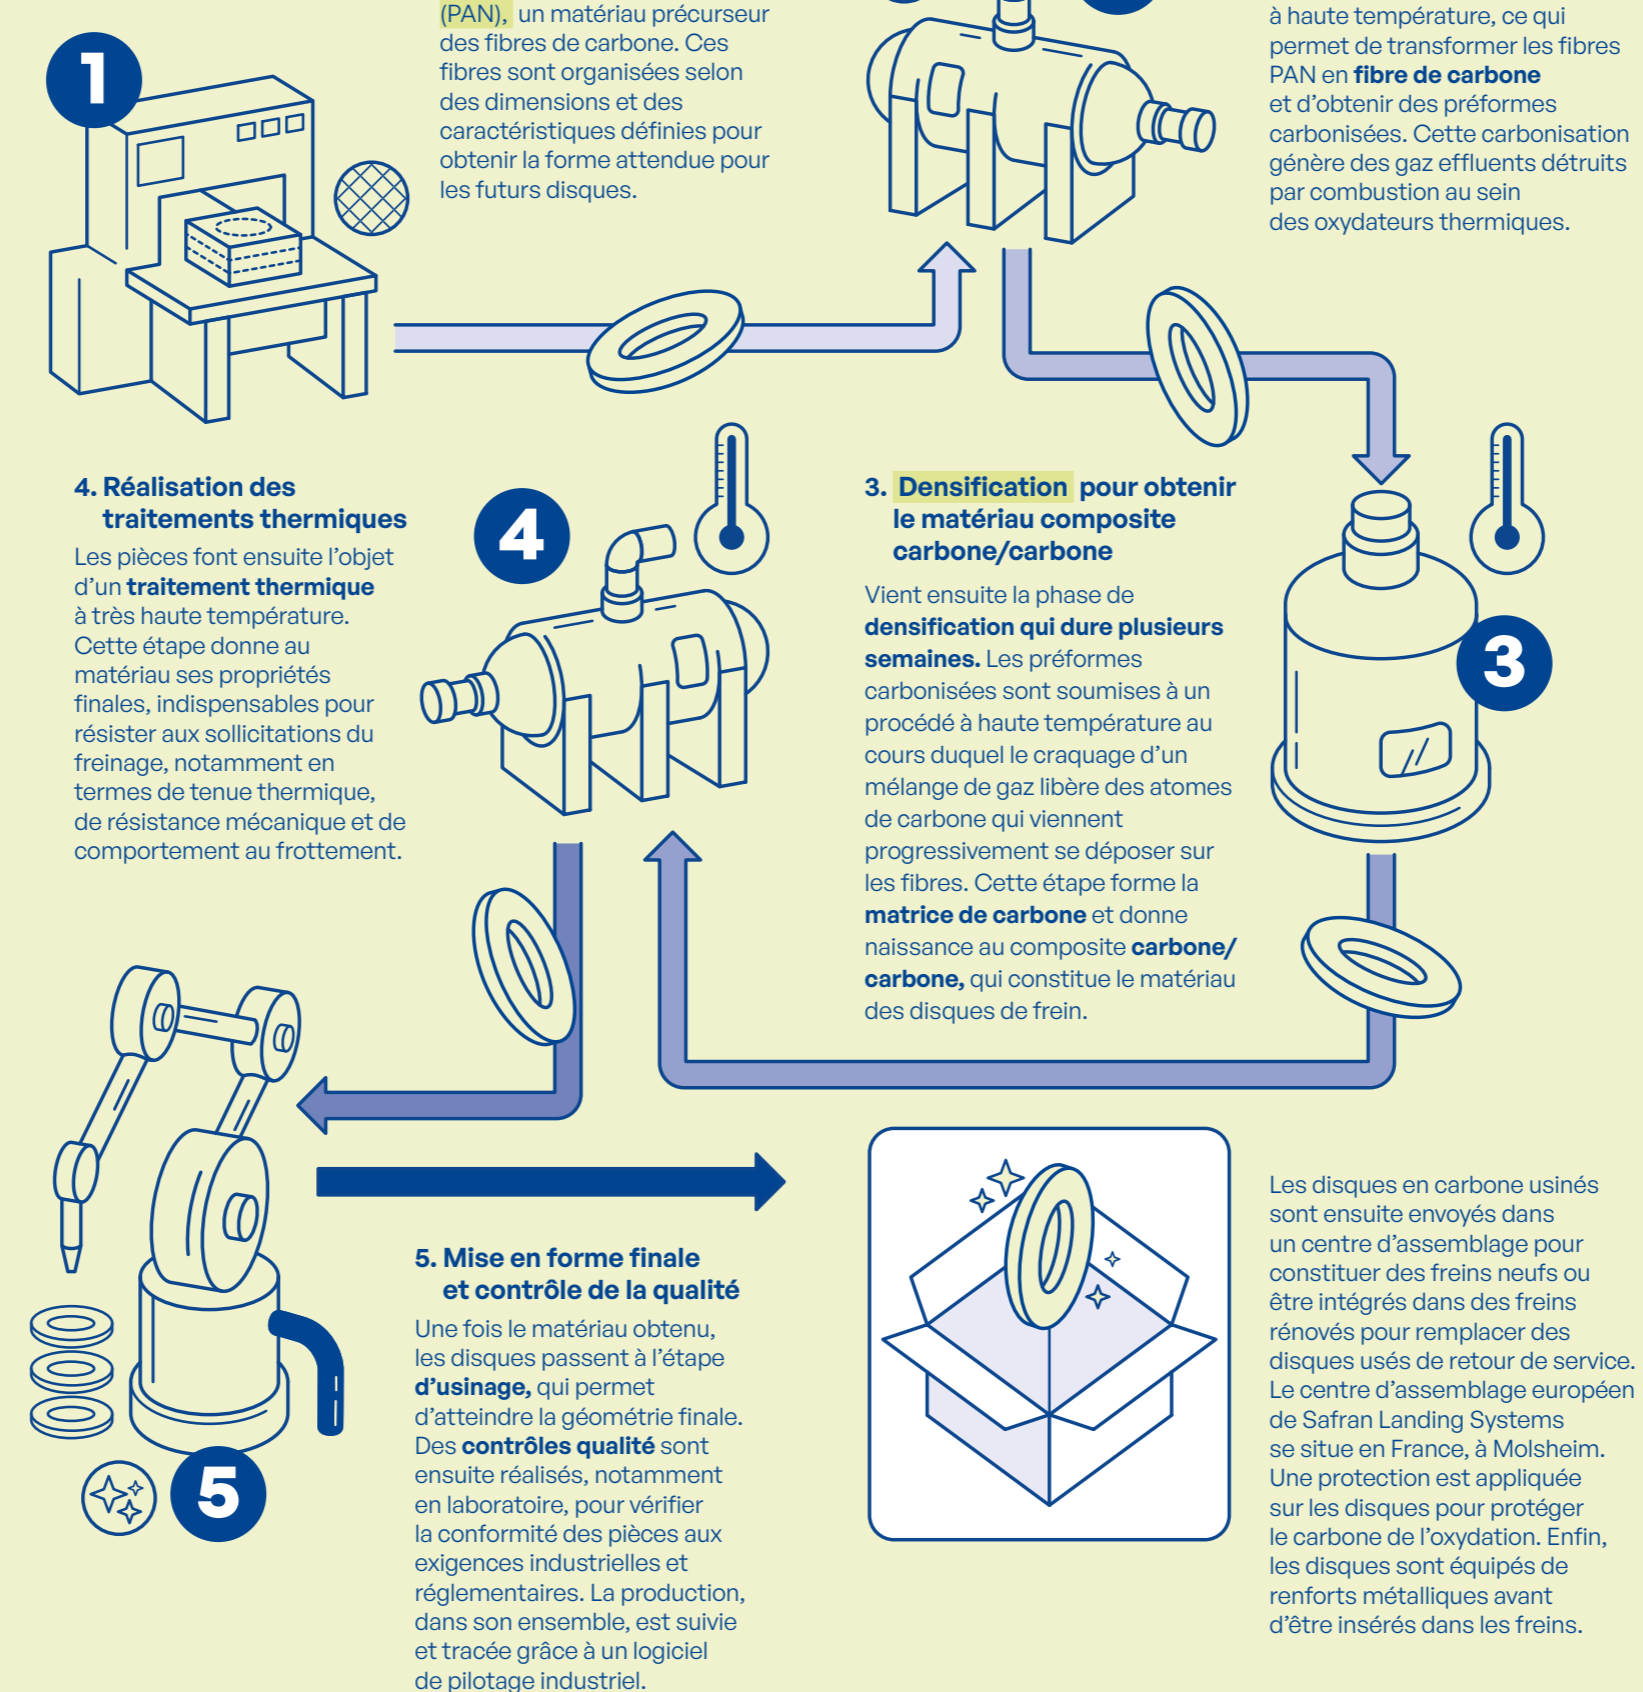 1
(PAN), un matériau précurseur
des fibres de carbone. Ces
fibres sont organisées selon
des dimensions et des
caractéristiques définies pour
obtenir la forme attendue pour
les futurs disques.
à haute température, ce qui
permet de transformer les fibres
PAN en fibre de carbone
et d'obtenir des préformes
carbonisées. Cette carbonisation
génère des gaz effluents détruits
par combustion au sein
des oxydateurs thermiques.
3. Densification pour obtenir
le matériau composite
carbone/carbone
Vient ensuite la phase de
densification qui dure plusieurs
semaines. Les préformes
carbonisées sont soumises à un
procédé à haute température au
cours duquel le craquage d'un
mélange de gaz libère des atomes
de carbone qui viennent
progressivement se déposer sur
les fibres. Cette étape forme la
matrice de carbone et donne
naissance au composite carbone/
carbone, qui constitue le matériau
des disques de frein.
3
4. Réalisation des
traitements thermiques
Les pièces font ensuite l'objet
d'un traitement thermique
à très haute température.
Cette étape donne au
matériau ses propriétés
finales, indispensables pour
résister aux sollicitations du
freinage, notamment en
termes de tenue thermique,
de résistance mécanique et de
comportement au frottement.
4
5. Mise en forme finale
et contrôle de la qualité
Une fois le matériau obtenu,
les disques passent à l'étape
d'usinage, qui permet
d'atteindre la géométrie finale.
Des contrôles qualité sont
ensuite réalisés, notamment
en laboratoire, pour vérifier
la conformité des pièces aux
exigences industrielles et
réglementaires. La production,
dans son ensemble, est suivie
et tracée grâce à un logiciel
de pilotage industriel.
5
Les disques en carbone usinés
sont ensuite envoyés dans
un centre d'assemblage pour
constituer des freins neufs ou
être intégrés dans des freins
rénovés pour remplacer des
disques usés de retour de service.
Le centre d'assemblage européen
de Safran Landing Systems
se situe en France, à Molsheim.
Une protection est appliquée
sur les disques pour protéger
le carbone de l'oxydation. Enfin,
les disques sont équipés de
renforts métalliques avant
d'être insérés dans les freins.